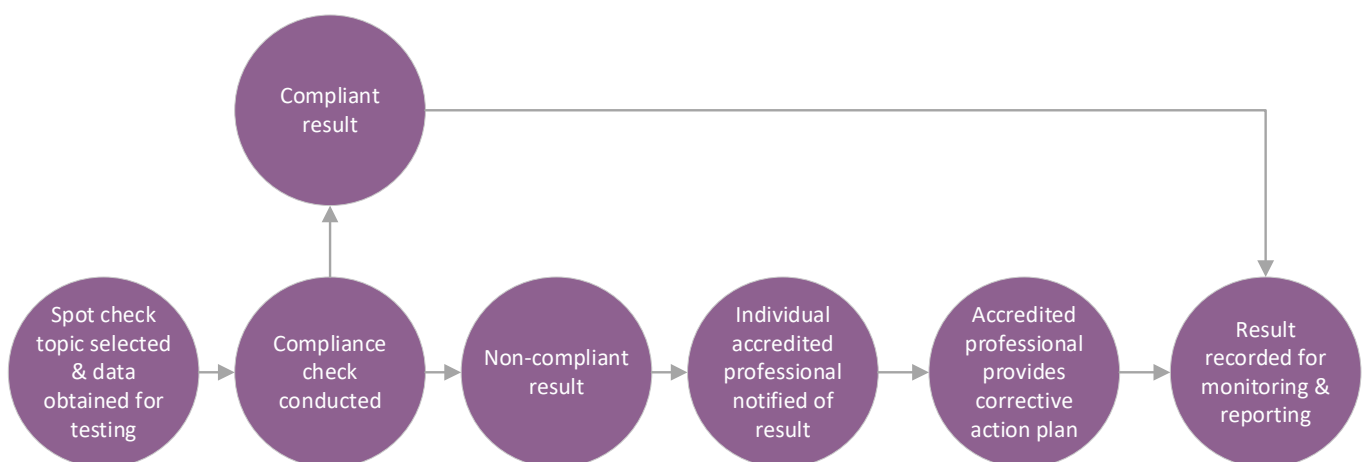 Compliant
result
Spot check
topic selected
& data
obtained for
testing
Compliance
check
conducted
Non-compliant
result
Individual
accredited
professional
notified of
result
Accredited
professional
provides
corrective
action plan
Result
recorded for
monitoring &
reporting